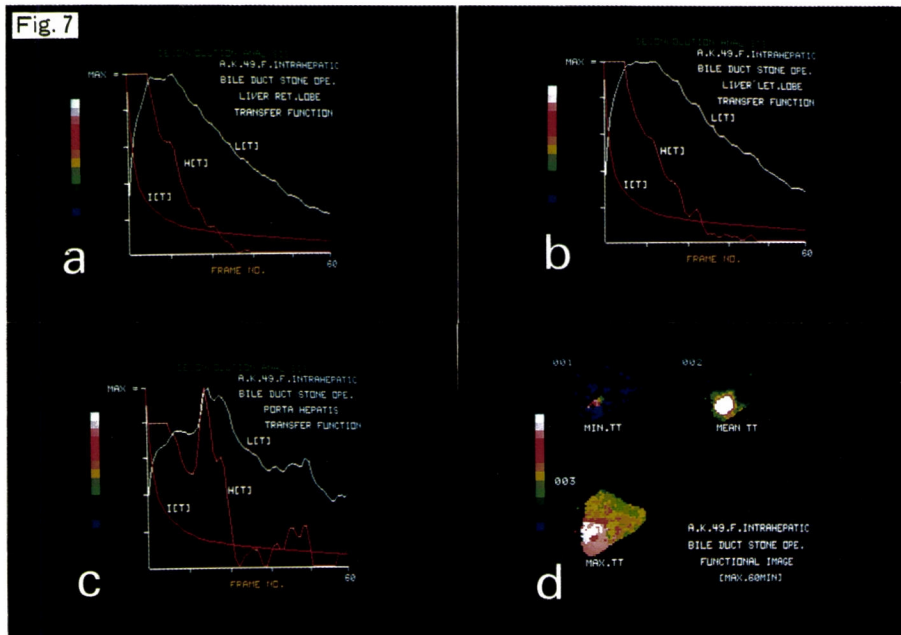 Fig. 7
A.K.49.F.INTRAHEPATIC
BILE DUCT STONE OPE.
LIVER RET.LOBE
TRANSFER FUNCTION
MAX =
L[T]
H[T]
I[T]
60
FRAME NO.
a
A.K.49.F.INTRAHEPATIC
BILE DUCT STONE OPE.
LIVER LET.LOBE
TRANSFER FUNCTION
MAX =
L[T]
H[T]
I[T]
60
FRAME NO.
b
A.K.49.F.INTRAHEPATIC
BILE DUCT STONE OPE.
PORTA HEPATIS
TRANSFER FUNCTION
MAX =
L[T]
H[T]
I[T]
60
FRAME NO.
c
001
002
MIN.TT
MEAN TT
003
MAX.TT
A.K.49.F.INTRAHEPATIC
BILE DUCT STONE OPE.
FUNCTIONAL IMAGE
[MAX.60MIN]
d